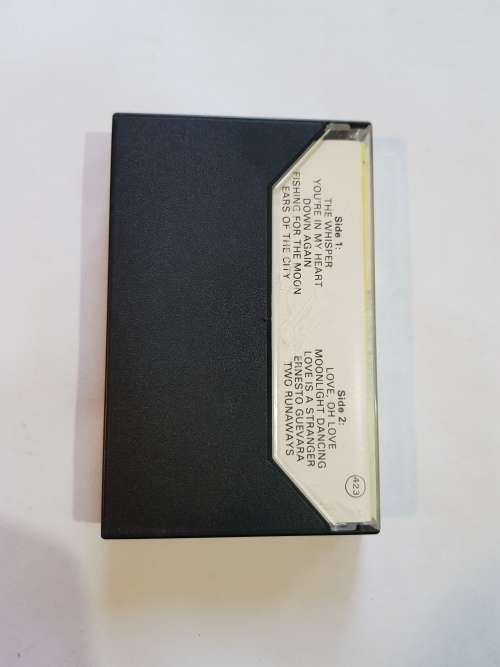 Side 1:
THE WHISPER
YOU'RE IN MY HEART
DOWN AGAIN
FISHING FOR THE MOON
EARS OF THE CITY
Side 2:
LOVE, OH LOVE
MOONLIGHT DANCING
LOVE IS A STRANGER
ERNESTO GUEVARA
TWO RUNAWAYS
423